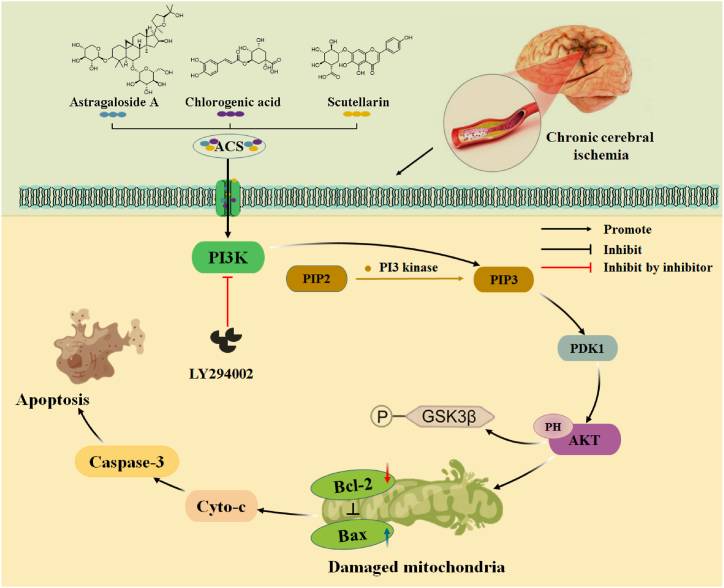 Astragaloside A
Chlorogenic acid
Scutellarin
ACS
Chronic cerebral
ischemia
PI3K
Promote
Inhibit
Inhibit by inhibitor
PIP2
PI3 kinase
PIP3
LY294002
PDK1
Apoptosis
P
GSK3β
PH
AKT
Caspase-3
Cyto-c
Bcl-2
Bax
Damaged mitochondria